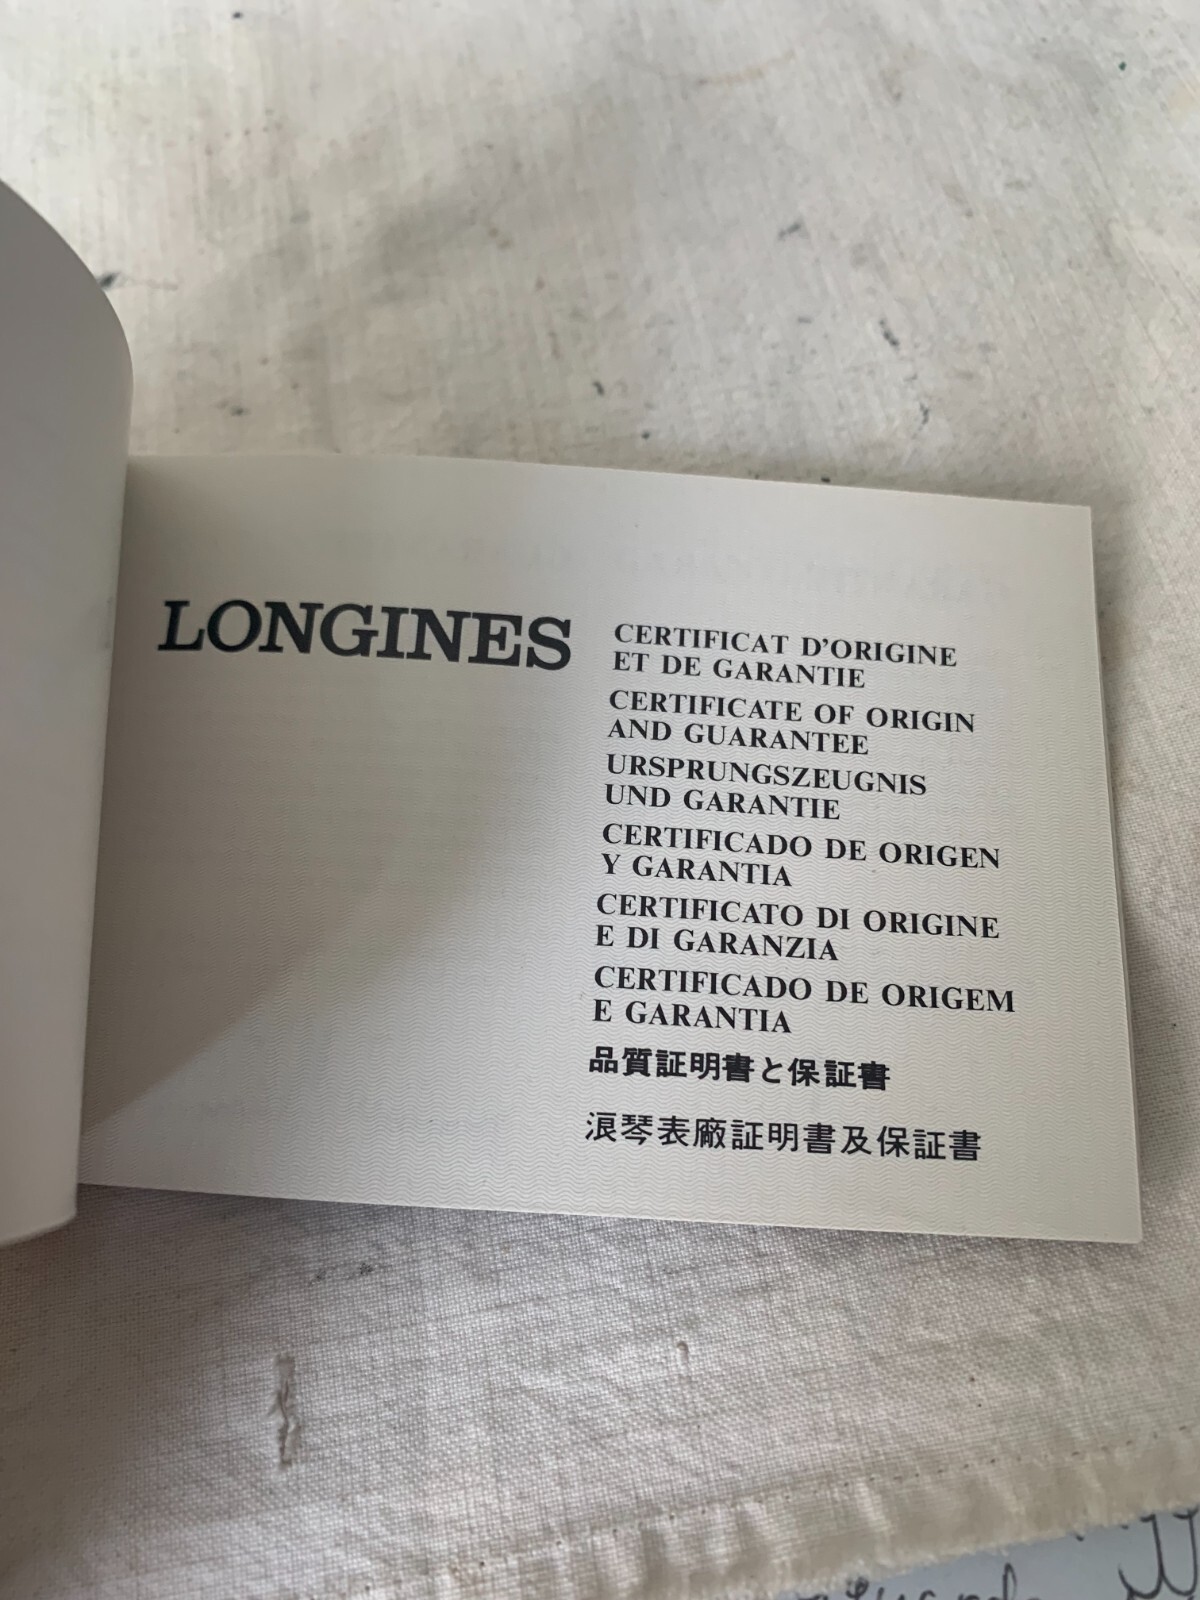 LONGINES
CERTIFICAT D'ORIGINE
ET DE GARANTIE
CERTIFICATE OF ORIGIN
AND GUARANTEE
URSPRUNGSZEUGNIS
UND GARANTIE
CERTIFICADO DE ORIGEN
Y GARANTIA
CERTIFICATO DI ORIGINE
E DI GARANZIA
CERTIFICADO DE ORIGEM
E GARANTIA
品質証明書と保証書
浪琴表廠証明書及保証書